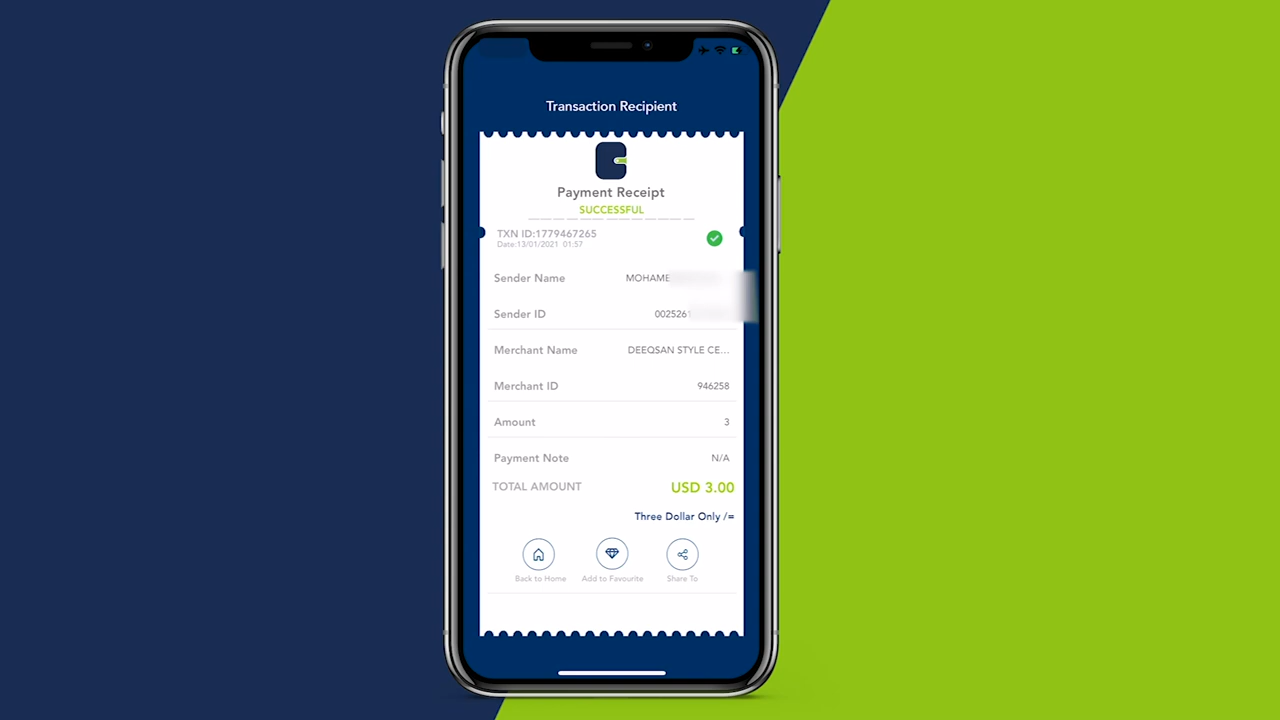 Transaction Recipient
Payment Receipt
SUCCESSFUL
TXN ID:1779467265
Date:13/01/2021 01:57
Sender Name MOHAME
Sender ID 0025261
Merchant Name DEEQSAN STYLE CE...
Merchant ID 946258
Amount 3
Payment Note N/A
TOTAL AMOUNT USD 3.00
Three Dollar Only /=
Back to Home Add to Favourite Share To